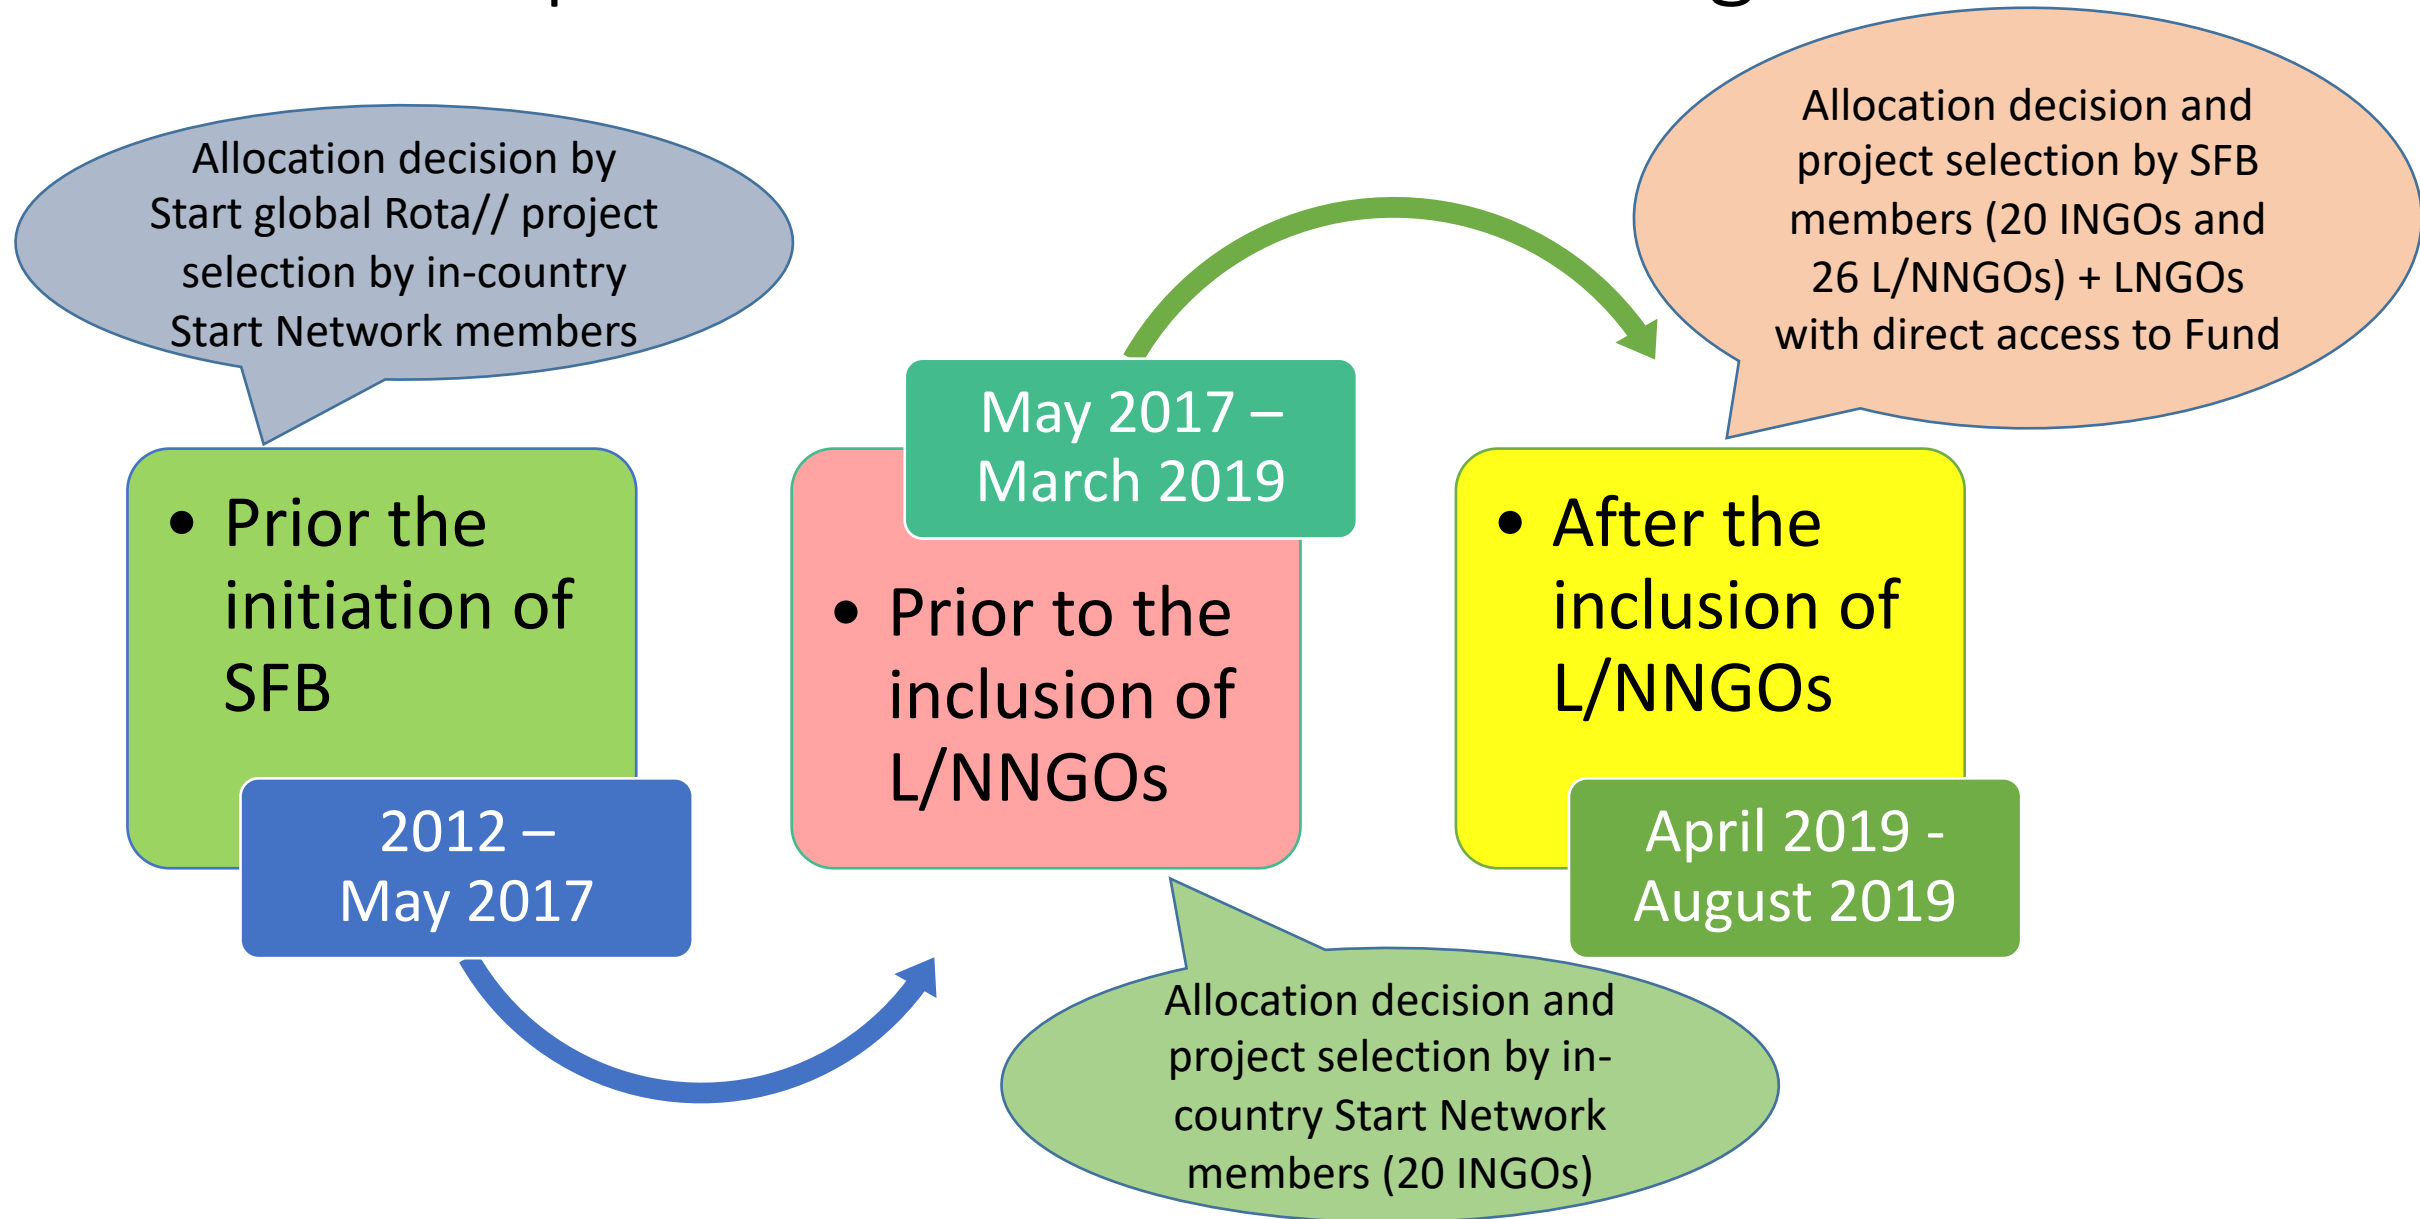 Allocation decision by
Start global Rota// project
selection by in-country
Start Network members
• Prior the
initiation of
SFB
2012 –
May 2017
May 2017 –
March 2019
• Prior to the
inclusion of
L/NNGOs
Allocation decision and
project selection by in-
country Start Network
members (20 INGOs)
Allocation decision and
project selection by SFB
members (20 INGOs and
26 L/NNGOs) + LNGOs
with direct access to Fund
• After the
inclusion of
L/NNGOs
April 2019 -
August 2019